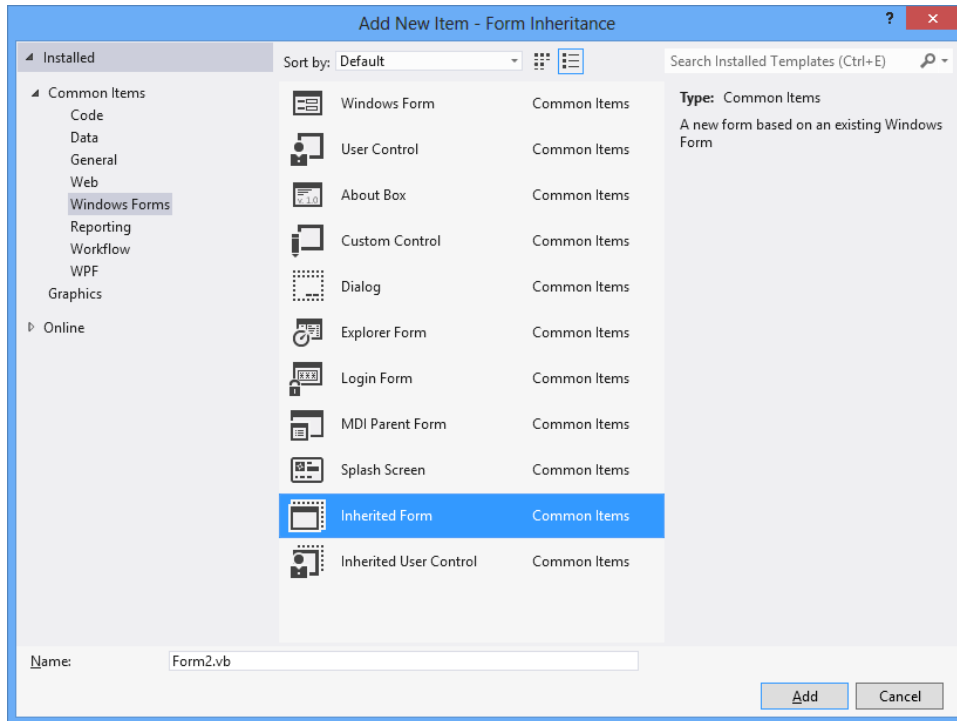 Add New Item - Form Inheritance
?
Installed
Sort by: Default
Search Installed Templates (Ctrl+E)
Common Items
Code
Data
General
Web
Windows Forms
Reporting
Workflow
WPF
Graphics
Online
Windows Form Common Items
User Control Common Items
v. 1.0
About Box Common Items
Custom Control Common Items
Dialog Common Items
Explorer Form Common Items
Login Form Common Items
MDI Parent Form Common Items
Splash Screen Common Items
Inherited Form Common Items
Inherited User Control Common Items
Type: Common Items
A new form based on an existing Windows
Form
Name: Form2.vb
Add Cancel